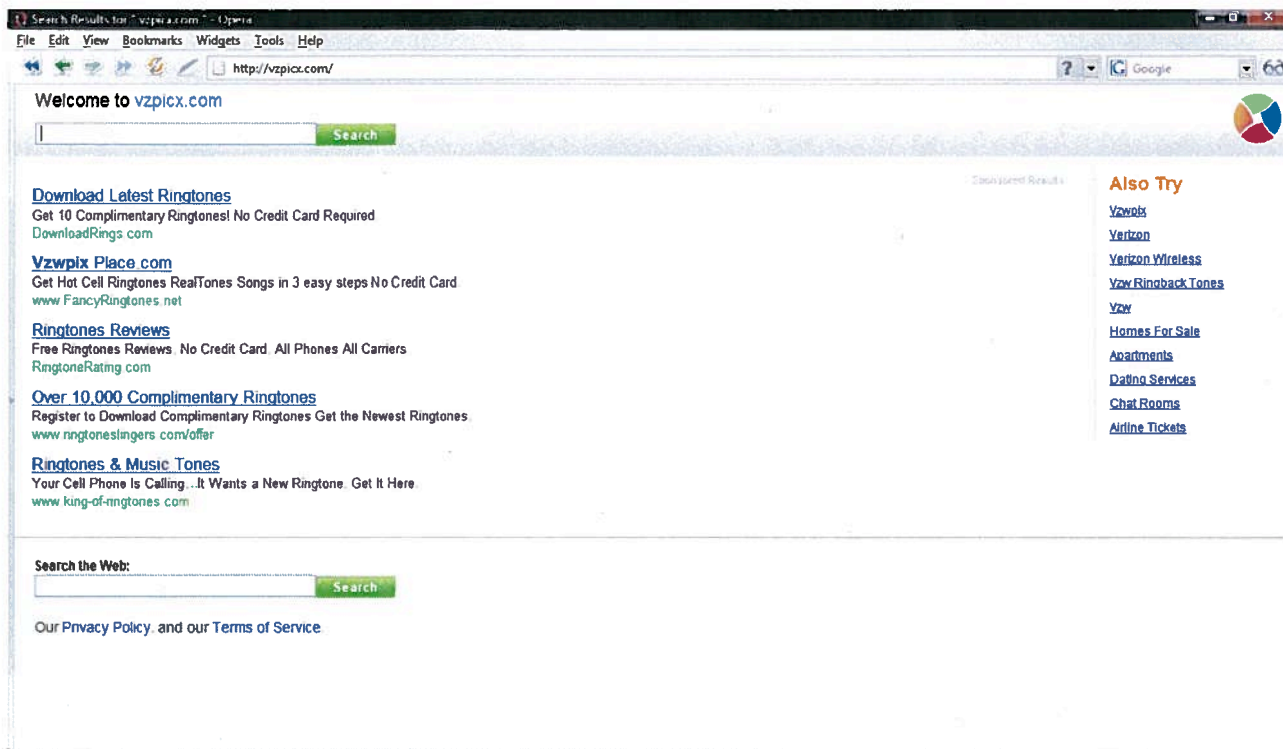 Search Results for " vzpicx.com " - Opera
File Edit View Bookmarks Widgets Tools Help
http://vzpicx.com/
? Google
Welcome to vzpicx.com
Search
Sponsored Results
Download Latest Ringtones
Get 10 Complimentary Ringtones! No Credit Card Required
DownloadRings.com
Vzwpix Place.com
Get Hot Cell Ringtones RealTones Songs in 3 easy steps No Credit Card
www.FancyRingtones.net
Ringtones Reviews
Free Ringtones Reviews. No Credit Card. All Phones All Carriers
RingtoneRating.com
Over 10,000 Complimentary Ringtones
Register to Download Complimentary Ringtones Get the Newest Ringtones.
www.ringtoneslingers.com/offer
Ringtones & Music Tones
Your Cell Phone Is Calling...It Wants a New Ringtone. Get It Here.
www.king-of-ringtones.com
Also Try
Vzwpix
Verizon
Verizon Wireless
Vzw Ringback Tones
Vzw
Homes For Sale
Apartments
Dating Services
Chat Rooms
Airline Tickets
Search the Web:
Search
Our Privacy Policy. and our Terms of Service.